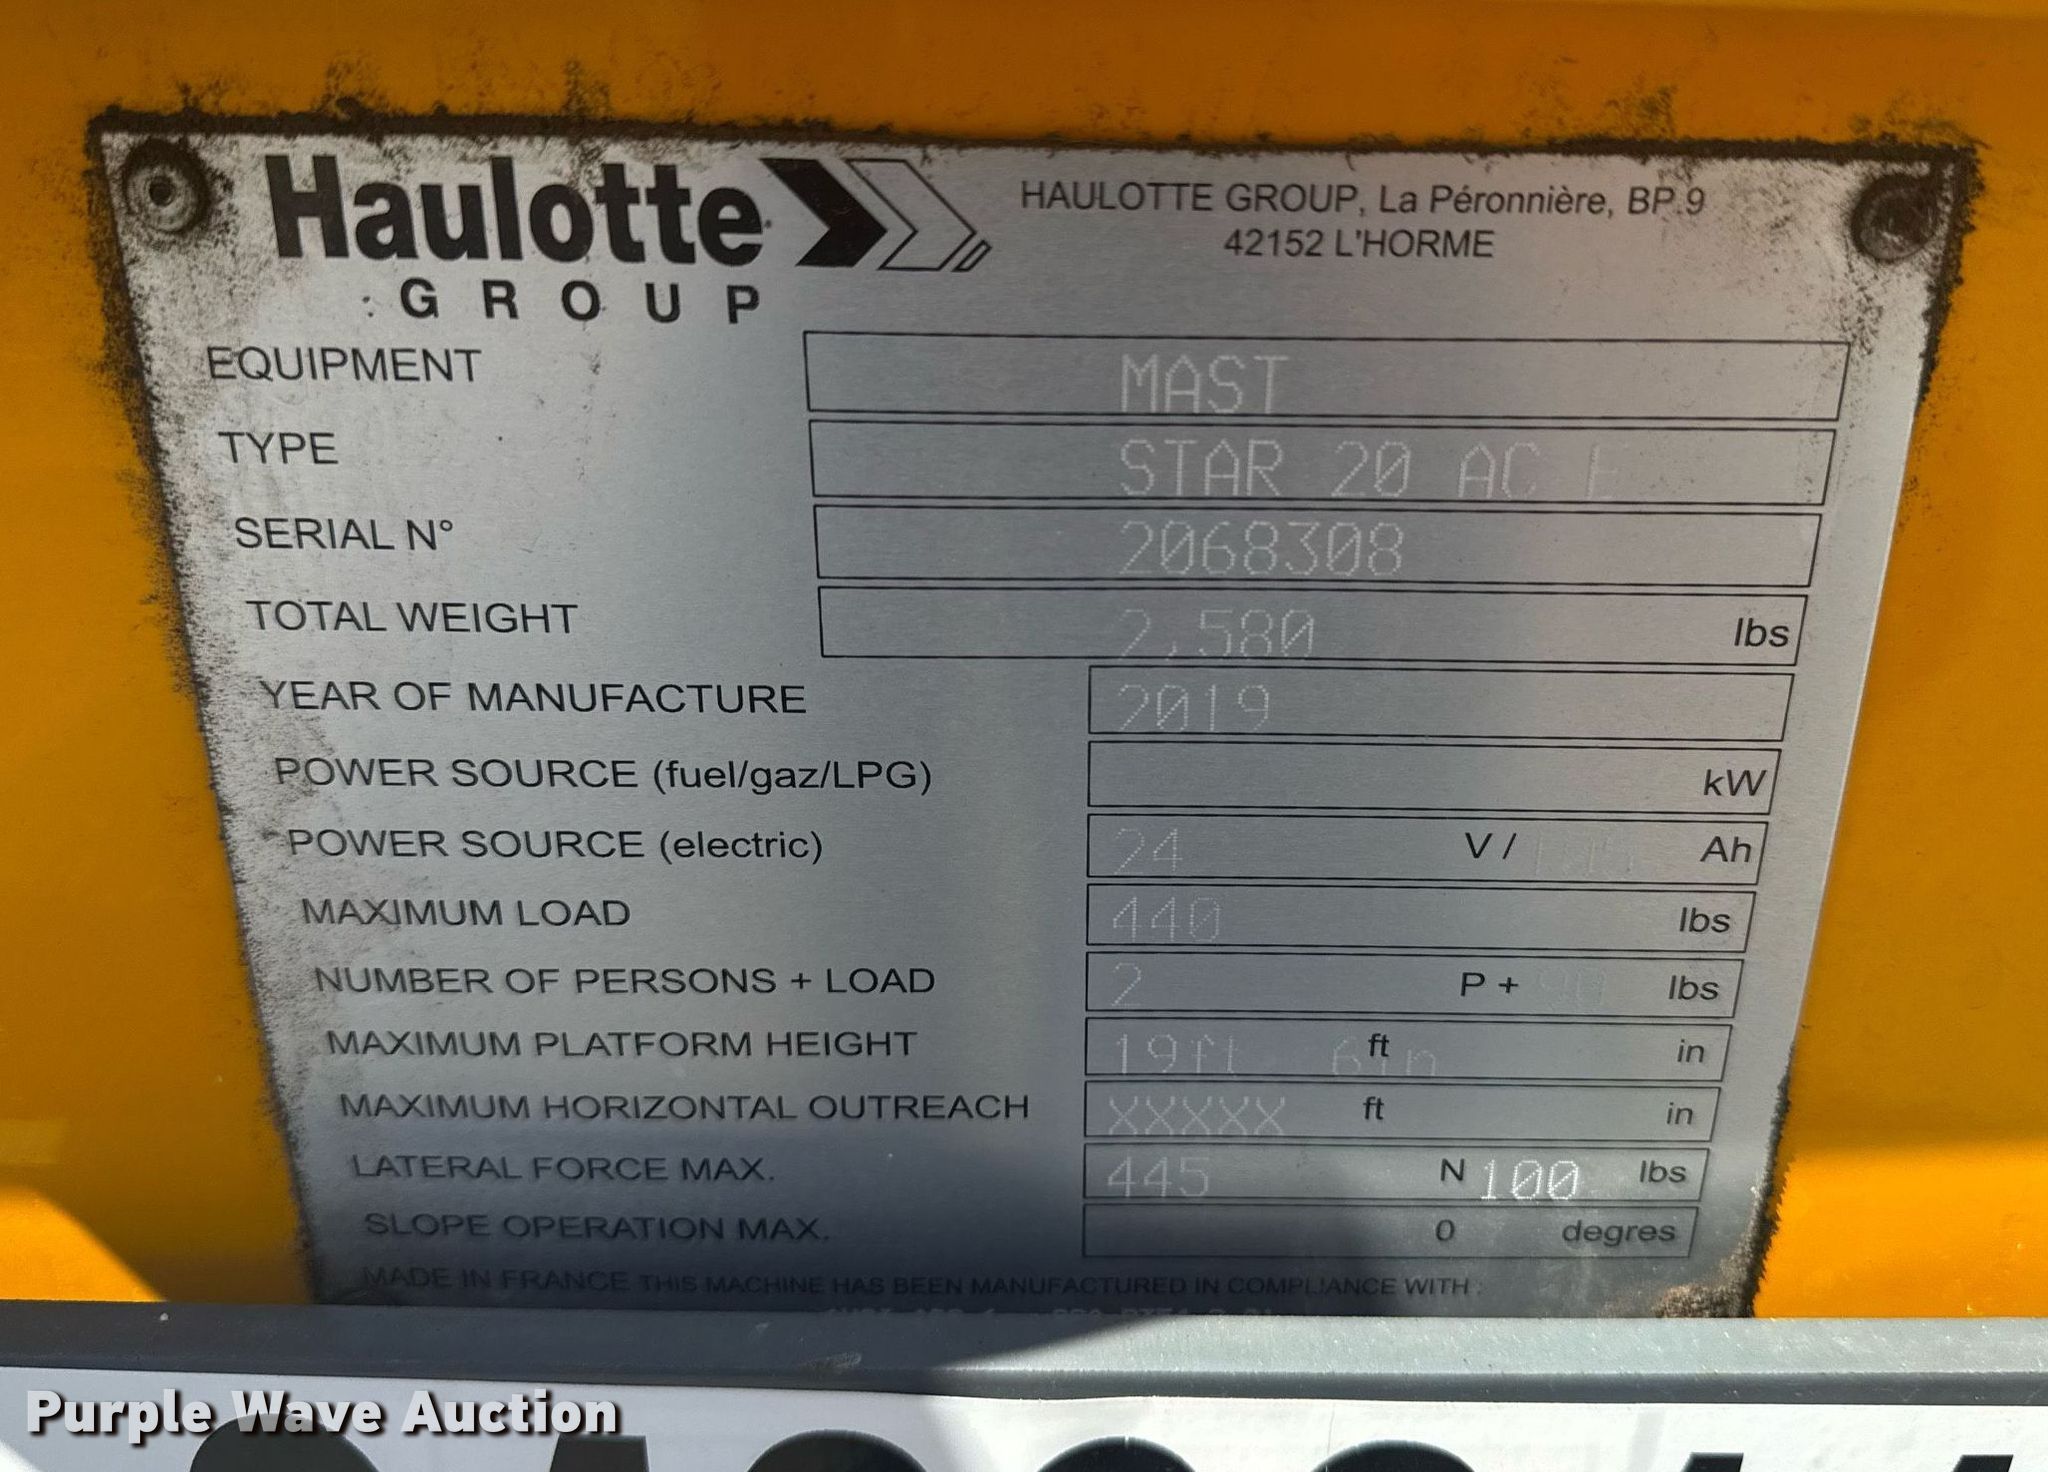 Haulotte
GROUP
HAULOTTE GROUP, La Péronnière, BP.9
42152 L'HORME
EQUIPMENT MAST
TYPE STAR 20 AC E
SERIAL N° 2068308
TOTAL WEIGHT 2,580 lbs
YEAR OF MANUFACTURE 2019
POWER SOURCE (fuel/gaz/LPG) kW
POWER SOURCE (electric) 24 V / Ah
MAXIMUM LOAD 440 lbs
NUMBER OF PERSONS + LOAD 2 P + lbs
MAXIMUM PLATFORM HEIGHT 19ft 6in ft in
MAXIMUM HORIZONTAL OUTREACH XXXXX ft in
LATERAL FORCE MAX. 445 N 100 lbs
SLOPE OPERATION MAX. 0 degres
MADE IN FRANCE THIS MACHINE HAS BEEN MANUFACTURED IN COMPLIANCE WITH :
Purple Wave Auction